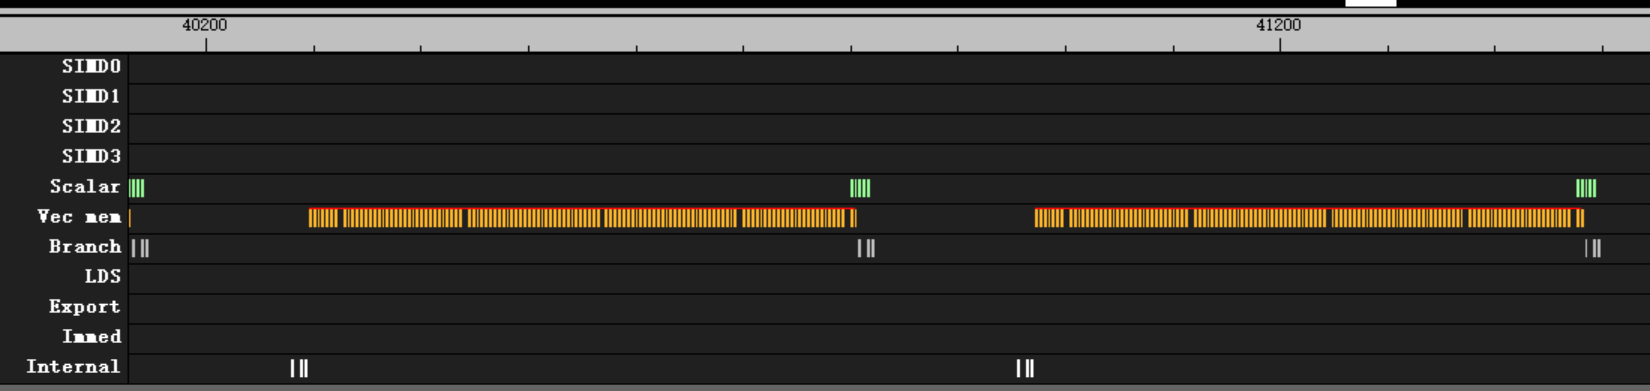 40200 41200
SIMD0
SIMD1
SIMD2
SIMD3
Scalar
Vec mem
Branch
LDS
Export
Immed
Internal